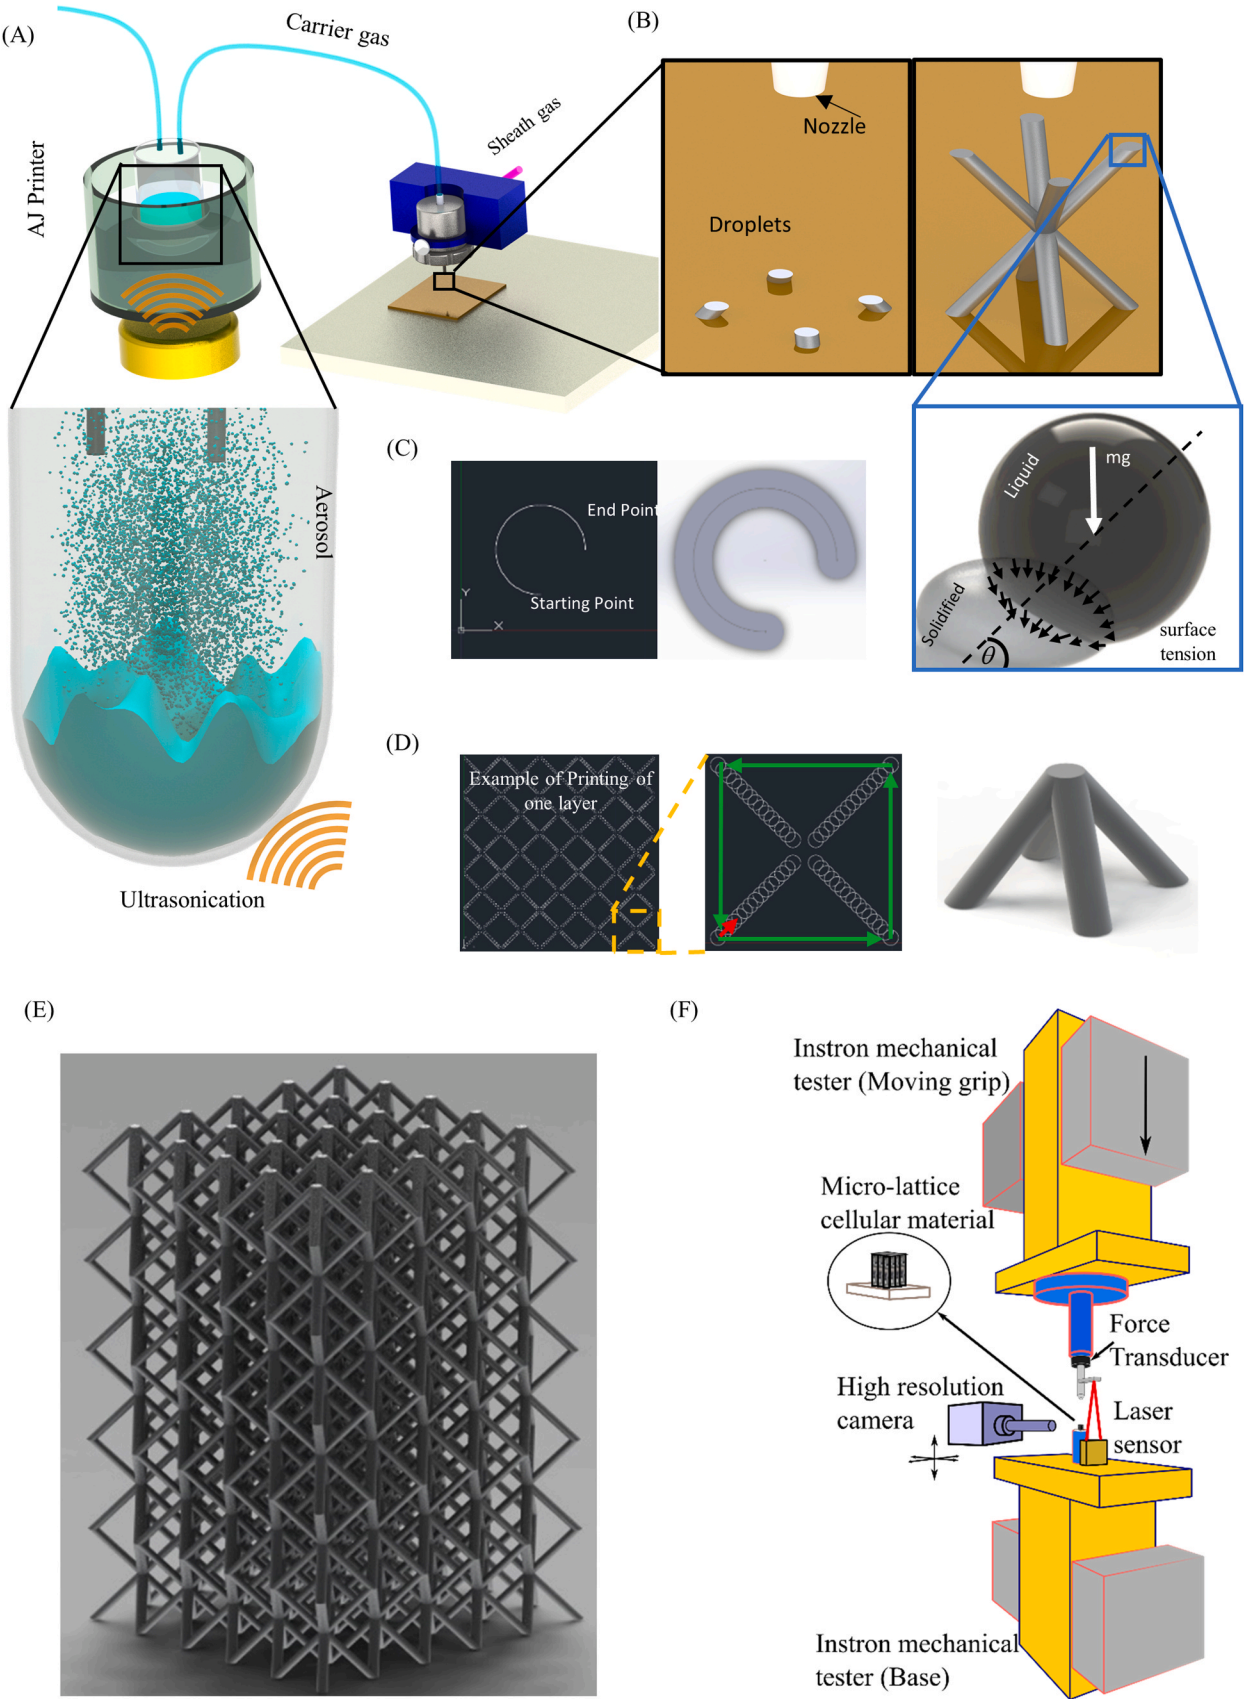 (A)
Carrier gas
Sheath gas
AJ Printer
Aerosol
Ultrasonication
(B)
Nozzle
Droplets
Liquid
mg
Solidified
θ
surface
tension
(C)
End Point
Starting Point
Y
X
(D)
Example of Printing of
one layer
(E)
(F)
Instron mechanical
tester (Moving grip)
Micro-lattice
cellular material
Force
Transducer
High resolution
camera
Laser
sensor
Instron mechanical
tester (Base)